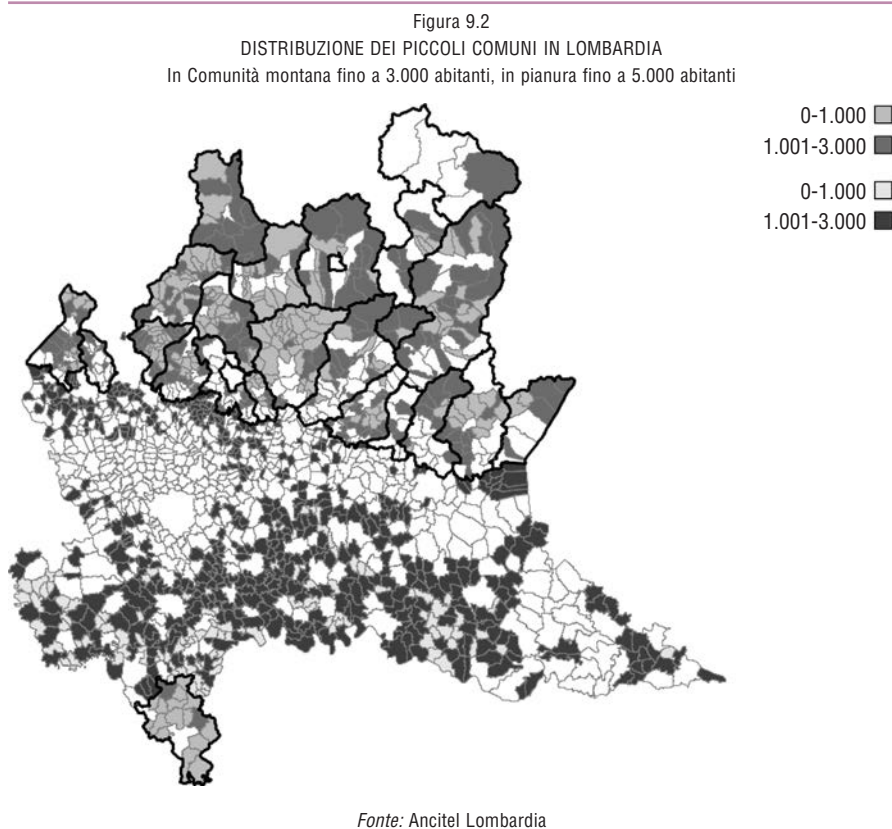 Figura 9.2
DISTRIBUZIONE DEI PICCOLI COMUNI IN LOMBARDIA
In Comunità montana fino a 3.000 abitanti, in pianura fino a 5.000 abitanti
0-1.000
1.001-3.000
0-1.000
1.001-3.000
Fonte: Ancitel Lombardia